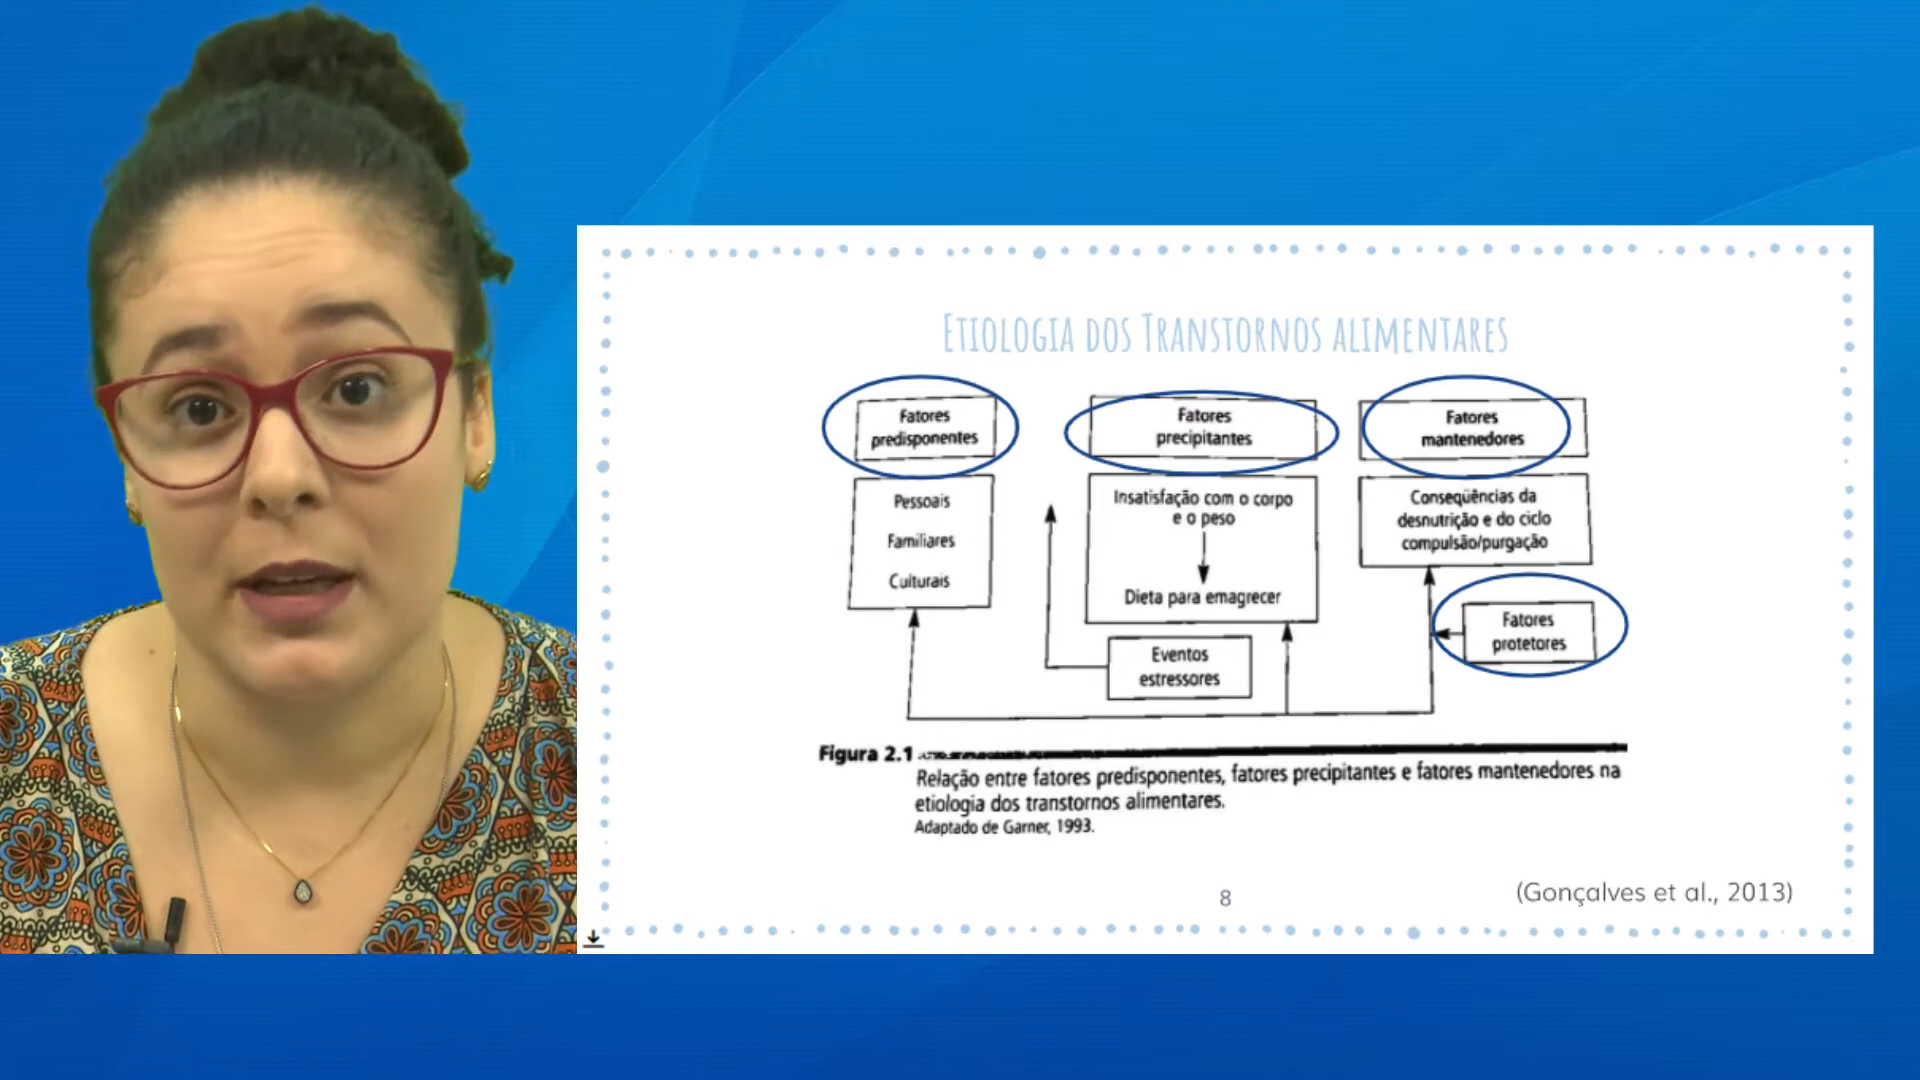 ETIOLOGIA DOS TRANSTORNOS ALIMENTARES
Fatores
predisponentes
Pessoais
Familiares
Culturais
Fatores
precipitantes
Insatisfação com o corpo
e o peso
Dieta para emagrecer
Eventos
estressores
Fatores
mantenedores
Conseqüências da
desnutrição e do ciclo
compulsão/purgação
Fatores
protetores
Figura 2.1
Relação entre fatores predisponentes, fatores precipitantes e fatores mantenedores na
etiologia dos transtornos alimentares.
Adaptado de Garner, 1993.
8
(Gonçalves et al., 2013)